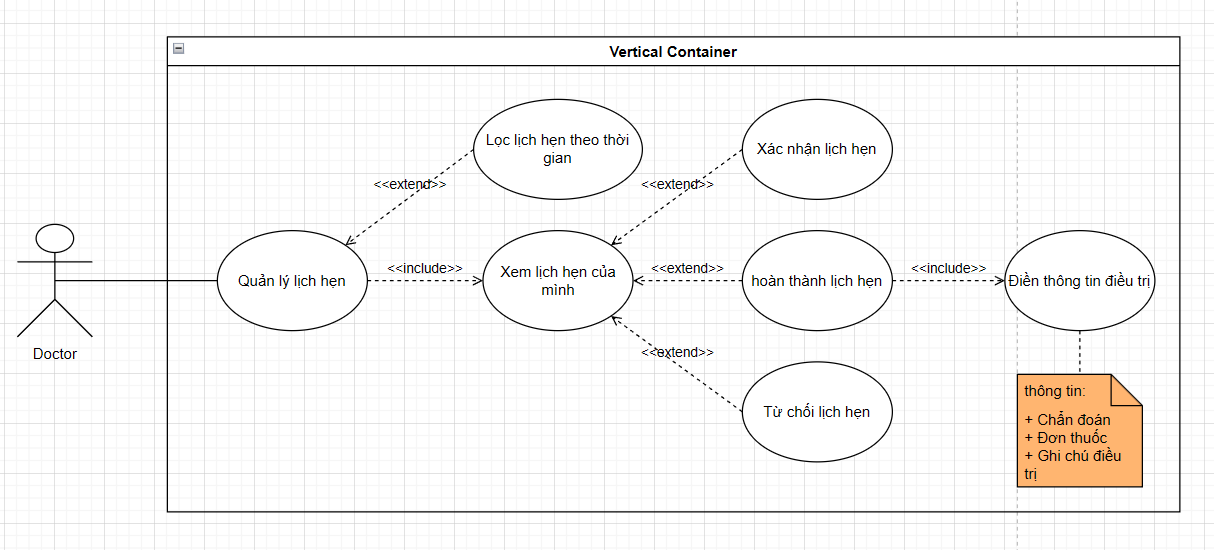 Vertical Container
Lọc lịch hẹn theo thời
gian
Xác nhận lịch hẹn
<<extend>>
<<extend>>
Quản lý lịch hẹn
<<include>>
Xem lịch hẹn của
mình
<<extend>>
hoàn thành lịch hẹn
<<include>>
Điền thông tin điều trị
Doctor
<<extend>>
Từ chối lịch hẹn
thông tin:
+ Chẩn đoán
+ Đơn thuốc
+ Ghi chú điều
trị